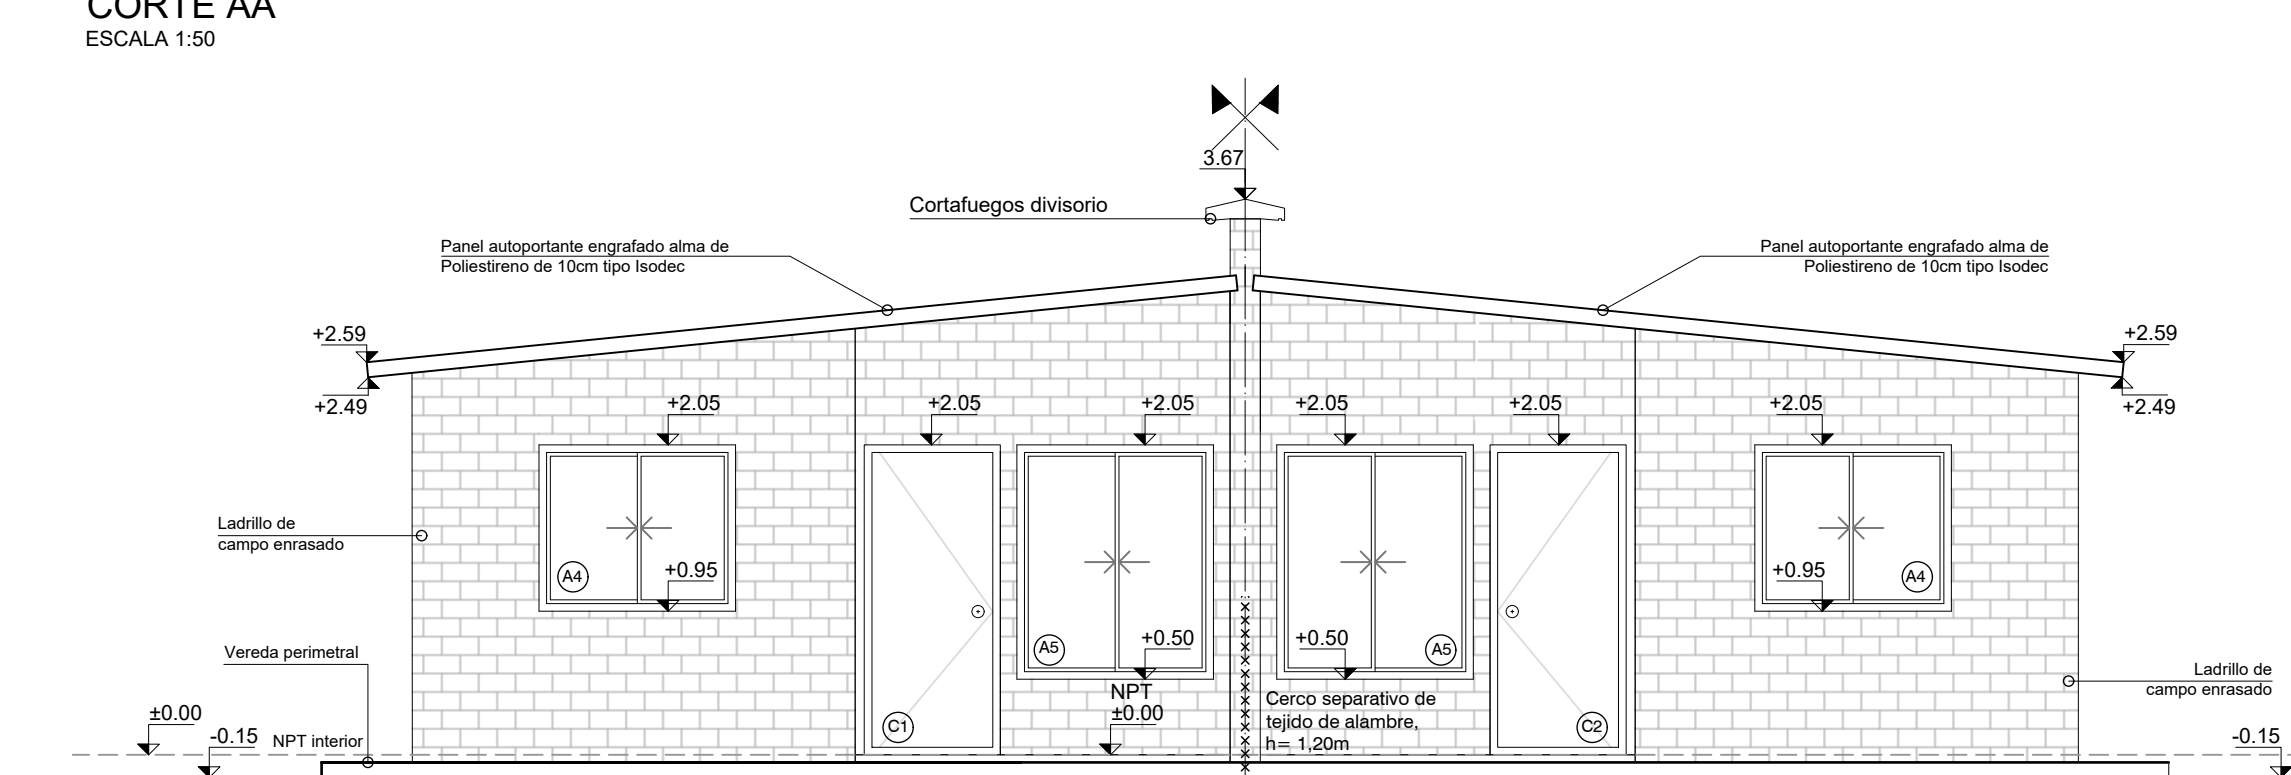 CORTE AA
ESCALA 1:50
3.67
Cortafuegos divisorio
Panel autoportante engrafado alma de
Poliestireno de 10cm tipo Isodec
Panel autoportante engrafado alma de
Poliestireno de 10cm tipo Isodec
+2.59
+2.59
+2.49
+2.49
+2.05
+2.05
+2.05
+2.05
+2.05
+2.05
Ladrillo de
campo enrasado
A4
+0.95
+0.95
A4
Vereda perimetral
A5
+0.50
+0.50
A5
Ladrillo de
campo enrasado
NPT
±0.00
Cerco separativo de
tejido de alambre,
h= 1,20m
±0.00
C1
C2
-0.15
NPT interior
-0.15